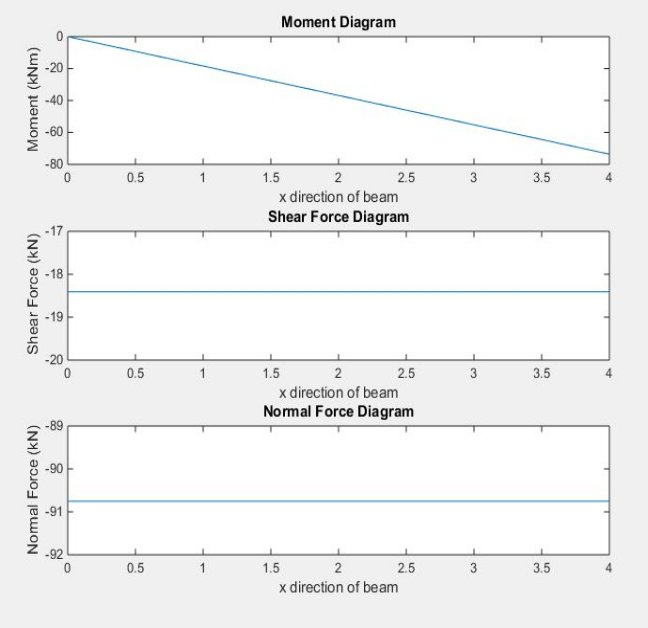 Moment Diagram
Moment (kNm)
0
-20
-40
-60
-80
0 0.5 1 1.5 2 2.5 3 3.5 4
x direction of beam
Shear Force Diagram
Shear Force (kN)
-17
-18
-19
-20
0 0.5 1 1.5 2 2.5 3 3.5 4
x direction of beam
Normal Force Diagram
Normal Force (kN)
-89
-90
-91
-92
0 0.5 1 1.5 2 2.5 3 3.5 4
x direction of beam